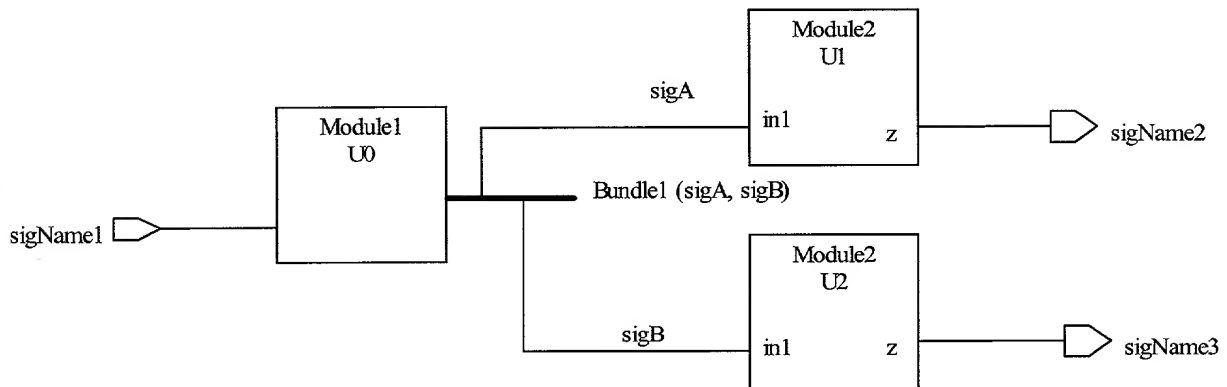 Module2
U1
sigA
in1
z
sigName2
Module1
U0
Bundle1 (sigA, sigB)
sigName1
Module2
U2
sigB
in1
z
sigName3